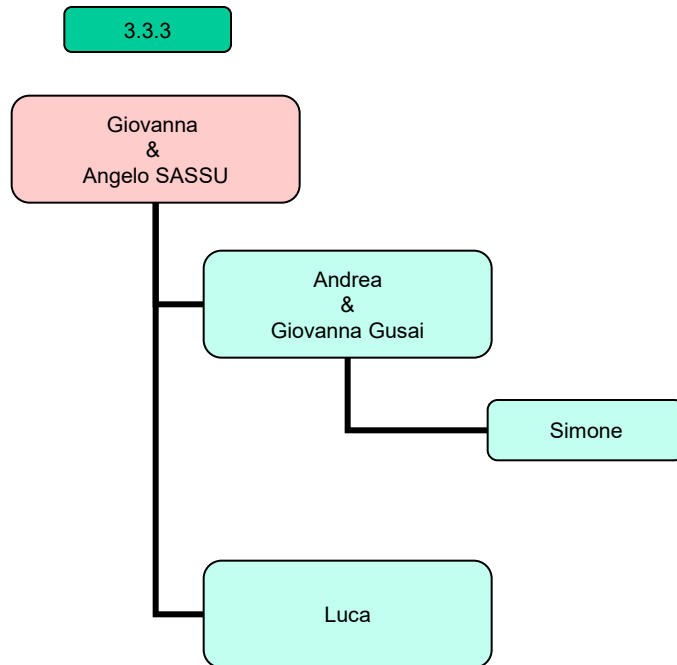 3.3.3
Giovanna
&
Angelo SASSU
Andrea
&
Giovanna Gusai
Simone
Luca